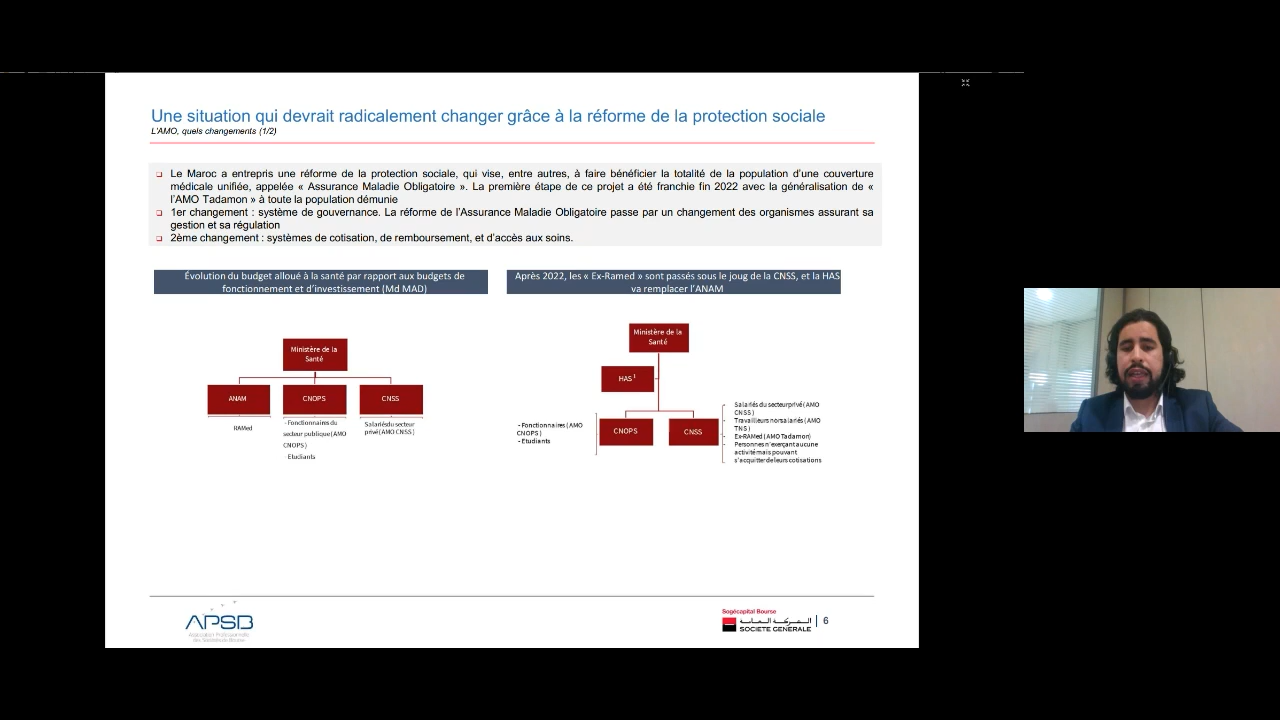 Une situation qui devrait radicalement changer grâce à la réforme de la protection sociale
L'AMO, quels changements (1/2)
Le Maroc a entrepris une réforme de la protection sociale, qui vise, entre autres, à faire bénéficier la totalité de la population d'une couverture
médicale unifiée, appelée « Assurance Maladie Obligatoire ». La première étape de ce projet a été franchie fin 2022 avec la généralisation de «
l'AMO Tadamon » à toute la population démunie
1er changement : système de gouvernance. La réforme de l'Assurance Maladie Obligatoire passe par un changement des organismes assurant sa
gestion et sa régulation
2ème changement : systèmes de cotisation, de remboursement, et d'accès aux soins.
Évolution du budget alloué à la santé par rapport aux budgets de
fonctionnement et d'investissement (Md MAD)
Ministère de la
Santé
ANAM
CNOPS
CNSS
RAMed
- Fonctionnaires du
secteur publique (AMO
CNOPS)
Etudiants
Salariés du secteur
privé (AMO CNSS)
Après 2022, les « Ex-Ramed » sont passés sous le joug de la CNSS, et la HAS
va remplacer l'ANAM
Ministère de la
Santé
HAS 1
CNOPS
CNSS
- Fonctionnaires (AMO
CNOPS)
- Etudiants
Salariés du secteur privé (AMO
CNSS)
Travailleurs non salariés (AMO
TNS)
Ex-RAMed (AMO Tadamon)
Personnes n'exerçant aucune
activité mais pouvant
s'acquitter de leurs cotisations
APSB
Association Professionnelle
des Sociétés de Bourse
Sogécapital Bourse
الشركة العامة
SOCIETE GENERALE
6